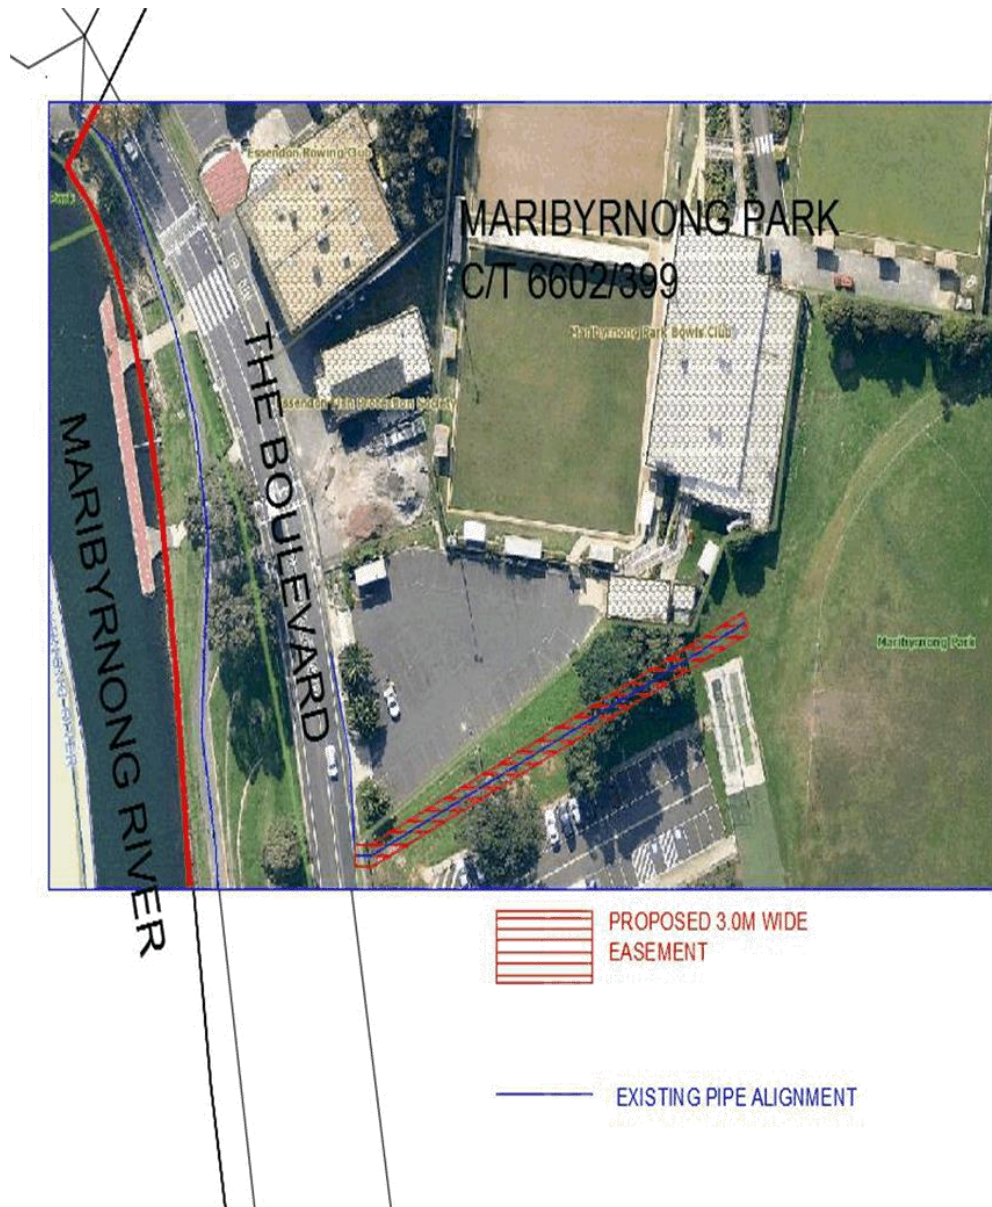 Essendon Rowing Club
MARIBYRNONG PARK
C/T 6602/399
Maribyrnong Park Bowls Club
THE BOULEVARD
MARIBYRNONG RIVER
Maribyrnong Park
PROPOSED 3.0M WIDE
EASEMENT
EXISTING PIPE ALIGNMENT